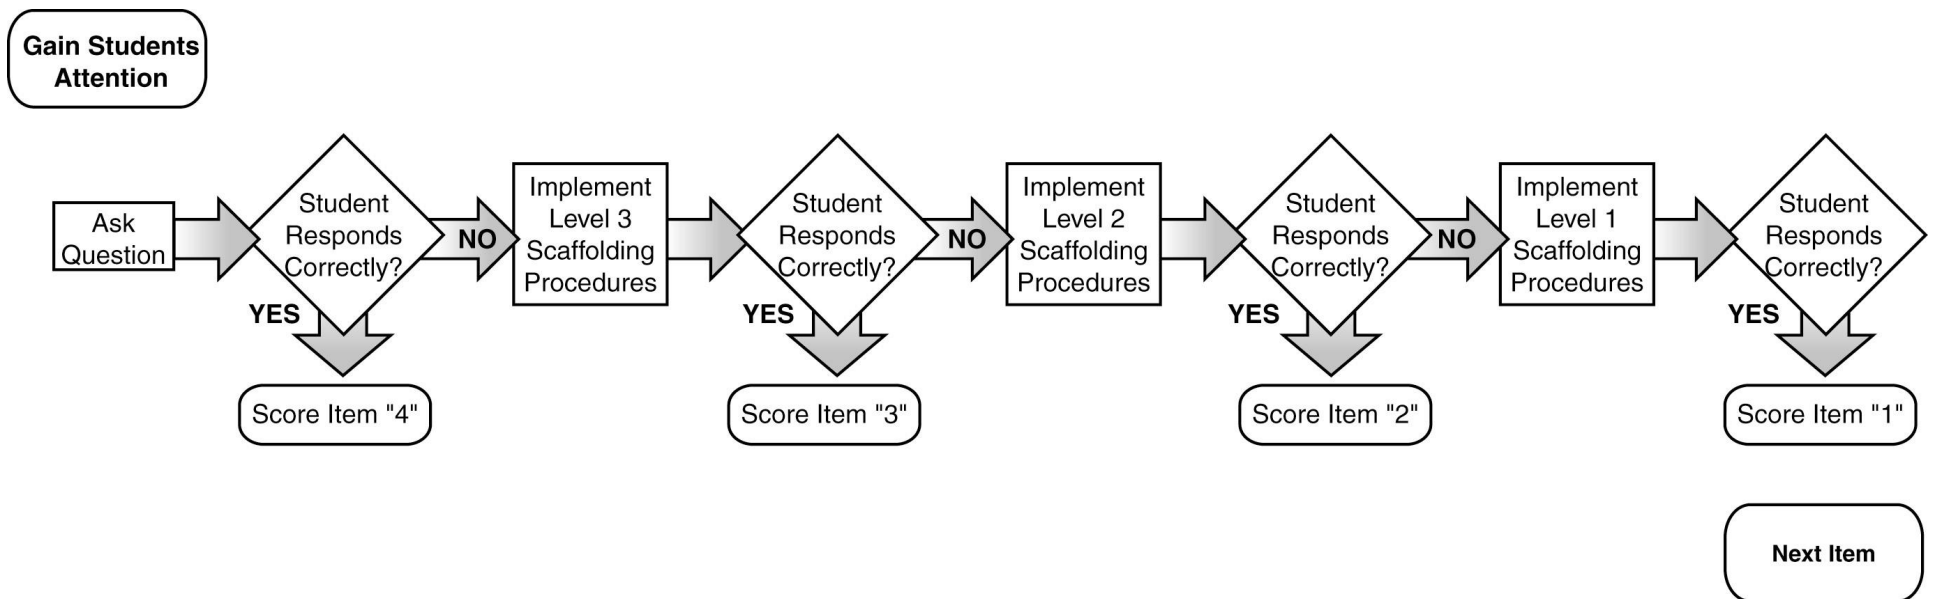 Gain Students
Attention
Ask
Question
Student
Responds
Correctly?
YES
NO
Score Item "4"
Implement
Level 3
Scaffolding
Procedures
Student
Responds
Correctly?
YES
NO
Score Item "3"
Implement
Level 2
Scaffolding
Procedures
Student
Responds
Correctly?
YES
NO
Score Item "2"
Implement
Level 1
Scaffolding
Procedures
Student
Responds
Correctly?
YES
Score Item "1"
Next Item